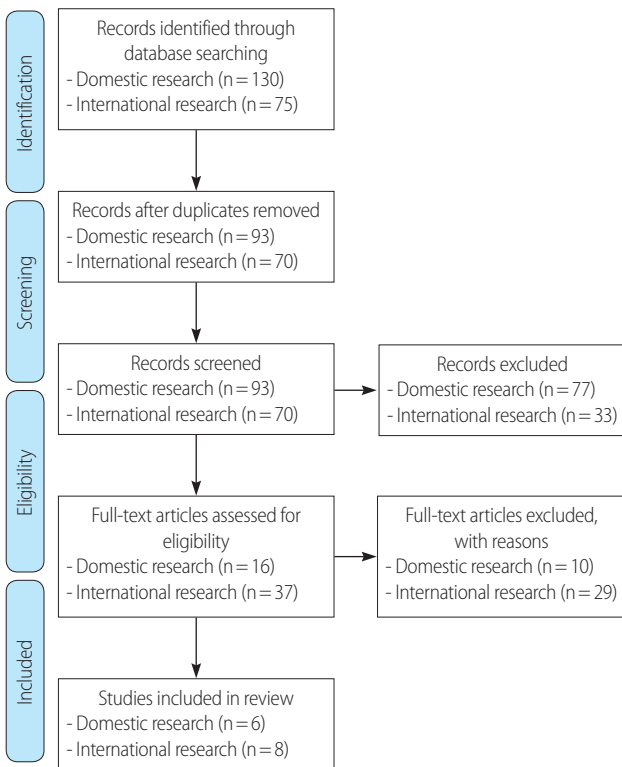 Identification
Records identified through
database searching
- Domestic research (n = 130)
- International research (n = 75)
Screening
Records after duplicates removed
- Domestic research (n = 93)
- International research (n = 70)
Records screened
- Domestic research (n = 93)
- International research (n = 70)
Records excluded
- Domestic research (n = 77)
- International research (n = 33)
Eligibility
Full-text articles assessed for
eligibility
- Domestic research (n = 16)
- International research (n = 37)
Full-text articles excluded,
with reasons
- Domestic research (n = 10)
- International research (n = 29)
Included
Studies included in review
- Domestic research (n = 6)
- International research (n = 8)